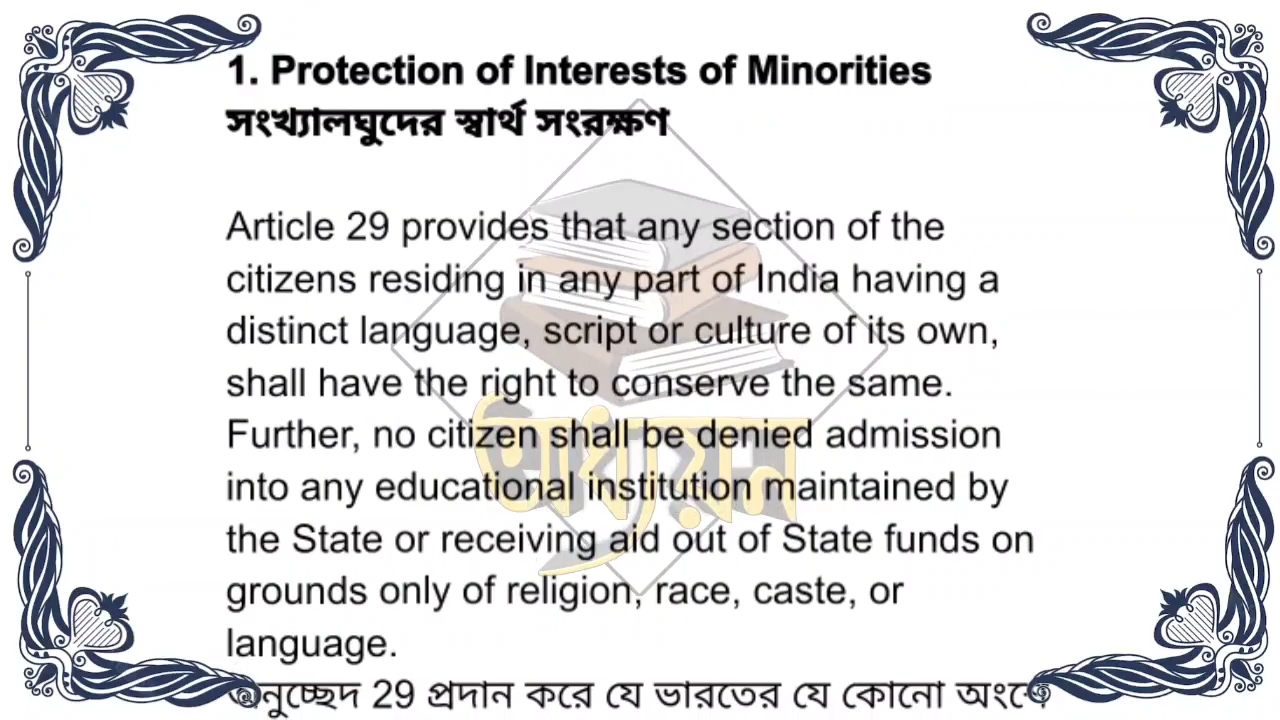 1. Protection of Interests of Minorities
সংখ্যালঘুদের স্বার্থ সংরক্ষণ
Article 29 provides that any section of the
citizens residing in any part of India having a
distinct language, script or culture of its own,
shall have the right to conserve the same.
Further, no citizen shall be denied admission
into any educational institution maintained by
the State or receiving aid out of State funds on
grounds only of religion, race, caste, or
language.
অনুচ্ছেদ 29 প্রদান করে যে ভারতের যে কোনো অংশে
অধ্যয়ন